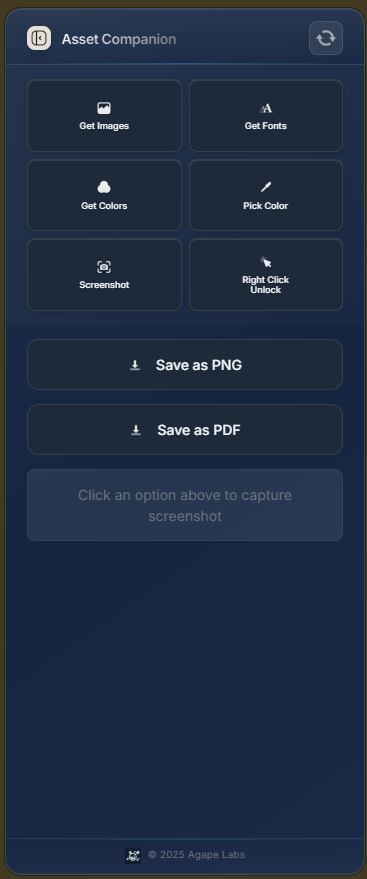 Asset Companion
Get Images
Get Fonts
Get Colors
Pick Color
Screenshot
Right Click
Unlock
Save as PNG
Save as PDF
Click an option above to capture
screenshot
© 2025 Agape Labs